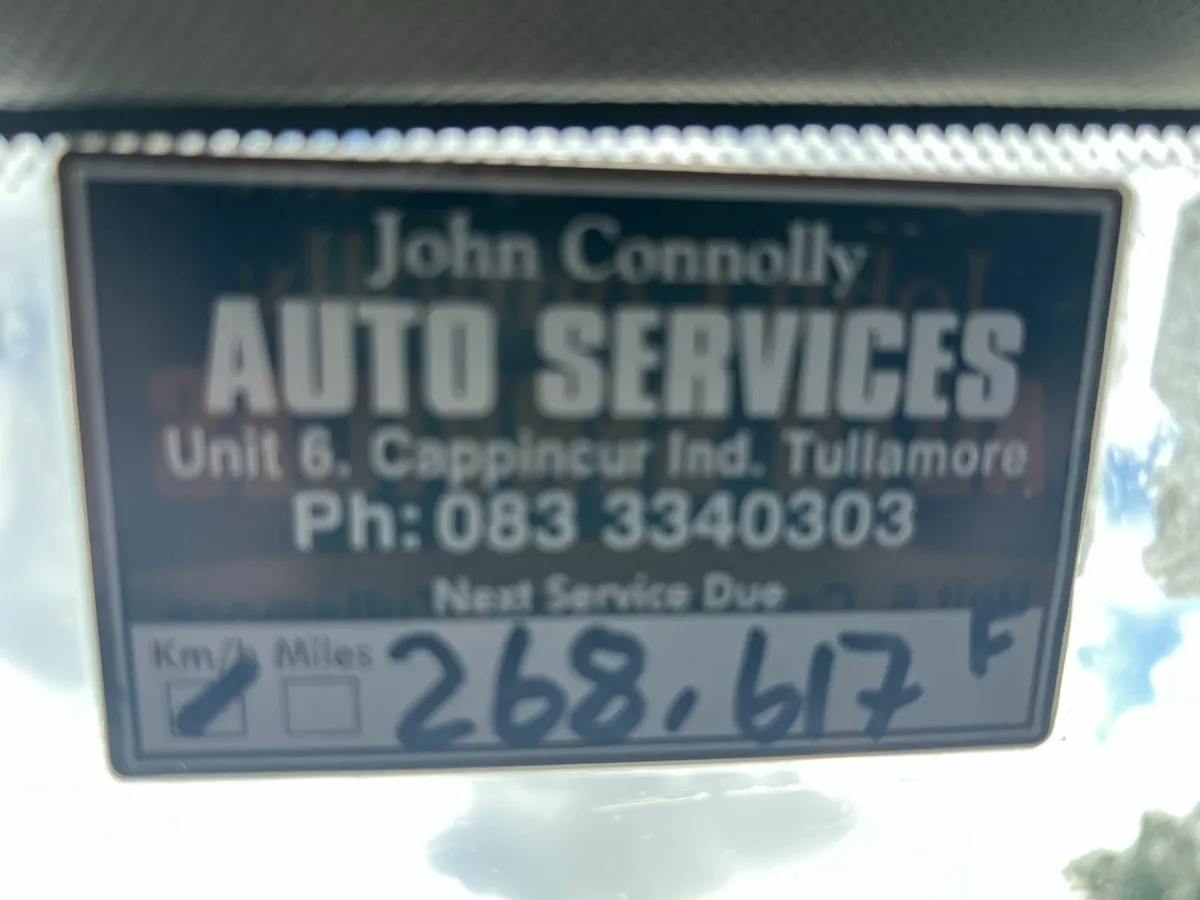 John Connolly
AUTO SERVICES
Unit 6. Cappincur Ind. Tullamore
Ph: 083 3340303
Next Service Due
Km/h Miles 268,617 F